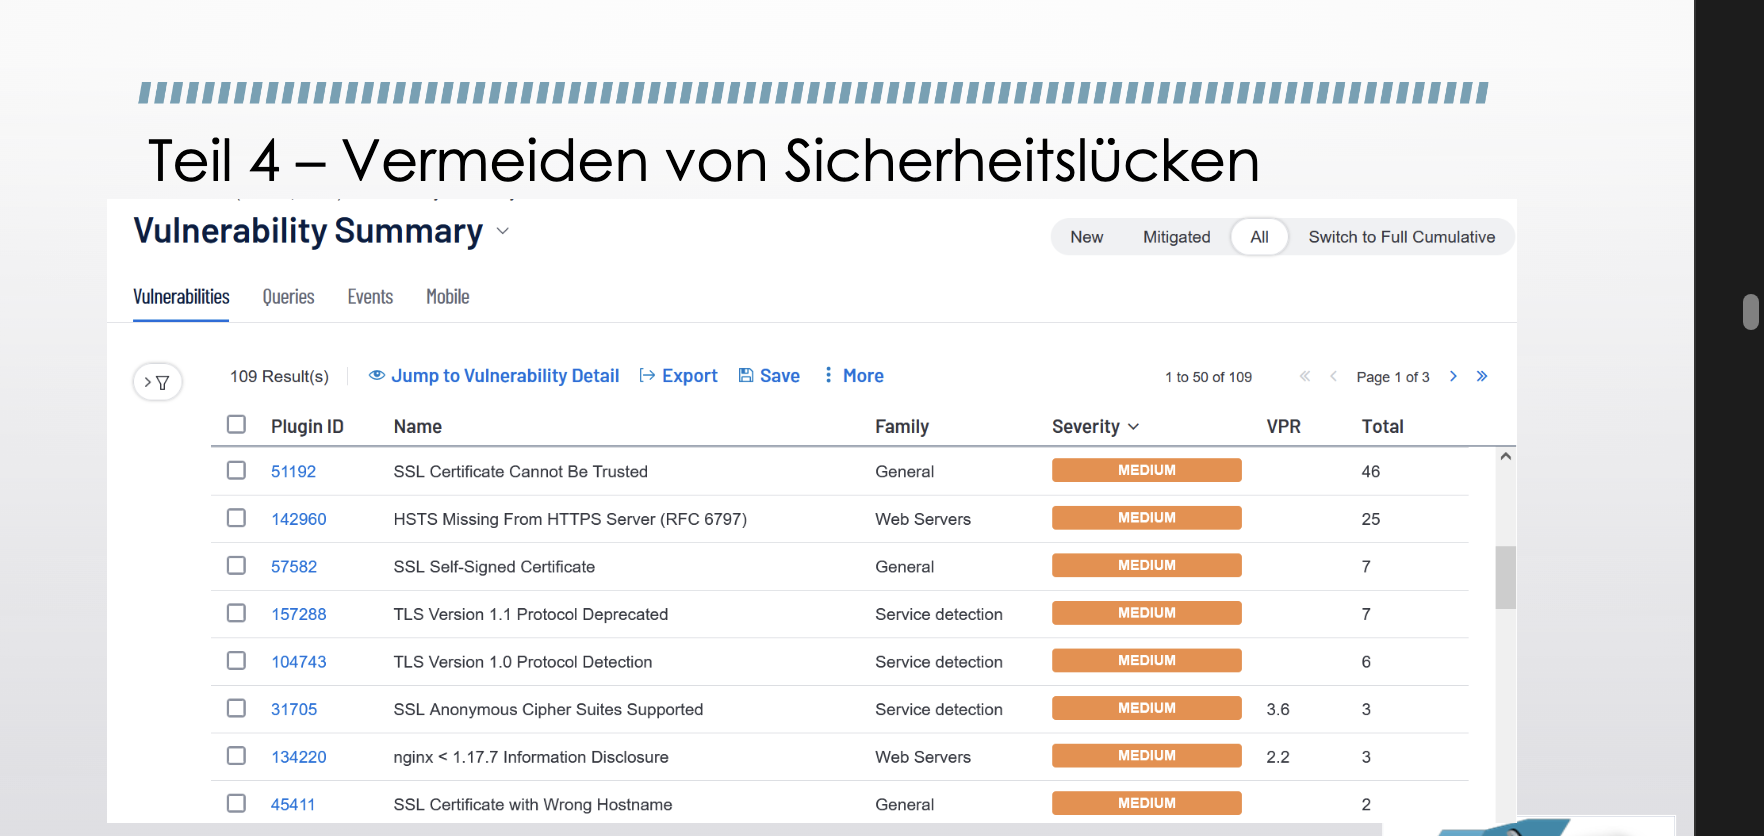 Teil 4 – Vermeiden von Sicherheitslücken
Vulnerability Summary
New Mitigated All Switch to Full Cumulative
Vulnerabilities Queries Events Mobile
109 Result(s) Jump to Vulnerability Detail Export Save More 1 to 50 of 109 Page 1 of 3
Plugin ID Name Family Severity VPR Total
51192 SSL Certificate Cannot Be Trusted General MEDIUM 46
142960 HSTS Missing From HTTPS Server (RFC 6797) Web Servers MEDIUM 25
57582 SSL Self-Signed Certificate General MEDIUM 7
157288 TLS Version 1.1 Protocol Deprecated Service detection MEDIUM 7
104743 TLS Version 1.0 Protocol Detection Service detection MEDIUM 6
31705 SSL Anonymous Cipher Suites Supported Service detection MEDIUM 3.6 3
134220 nginx < 1.17.7 Information Disclosure Web Servers MEDIUM 2.2 3
45411 SSL Certificate with Wrong Hostname General MEDIUM 2